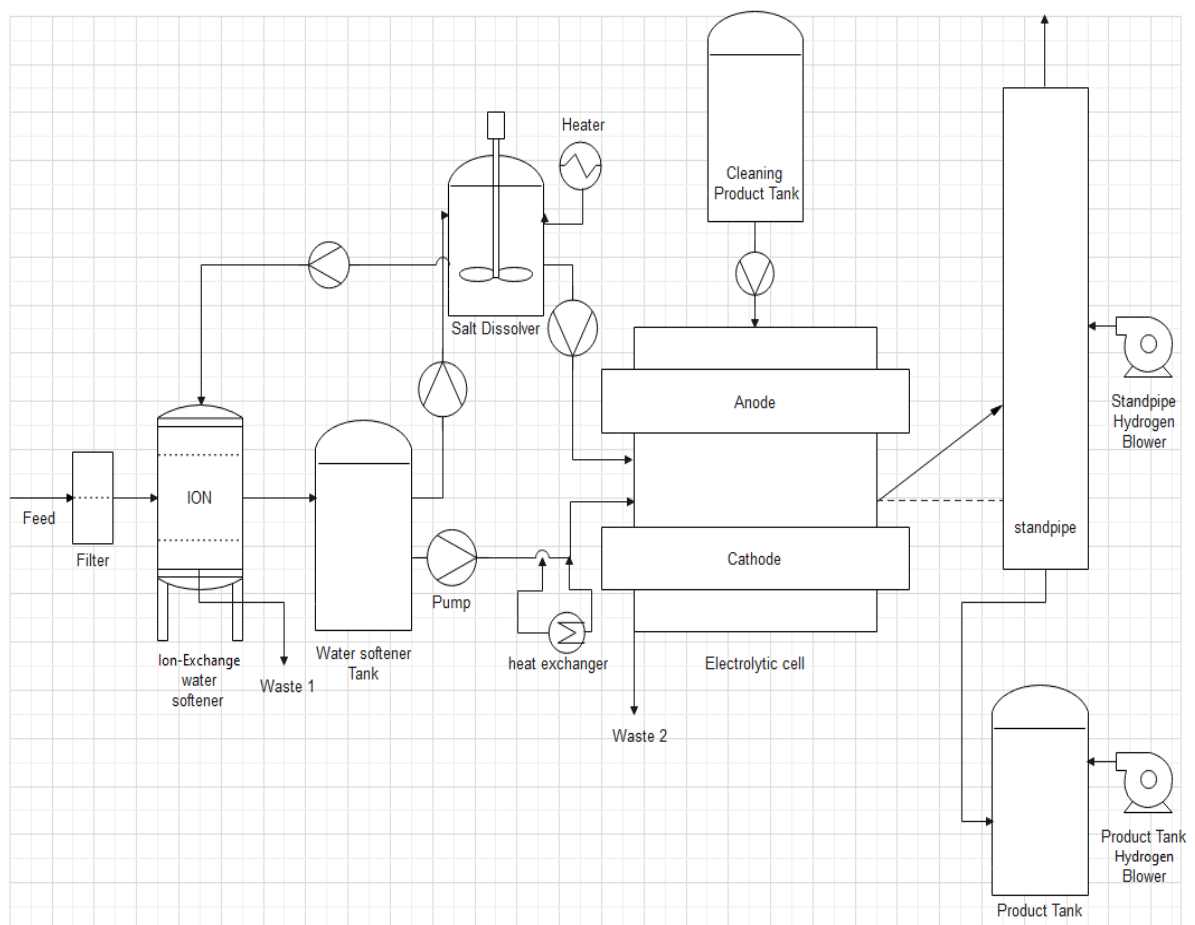 Heater
Cleaning
Product Tank
Salt Dissolver
Anode
Standpipe
Hydrogen
Blower
ION
Feed
Filter
standpipe
Cathode
Pump
Water softener
Tank
heat exchanger
Electrolytic cell
Ion-Exchange
water
softener
Waste 1
Waste 2
Product Tank
Hydrogen
Blower
Product Tank